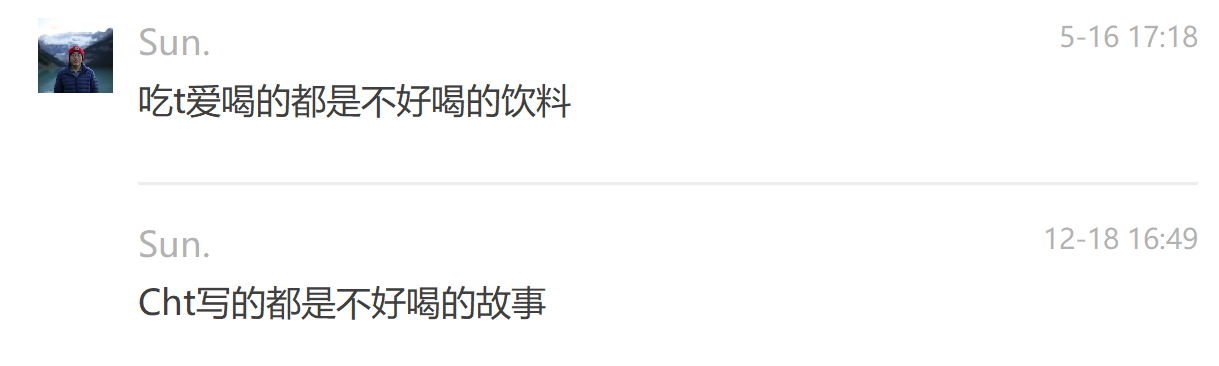 Sun.
5-16 17:18
吃t爱喝的都是不好喝的饮料
Sun.
12-18 16:49
Cht写的都是不好喝的故事